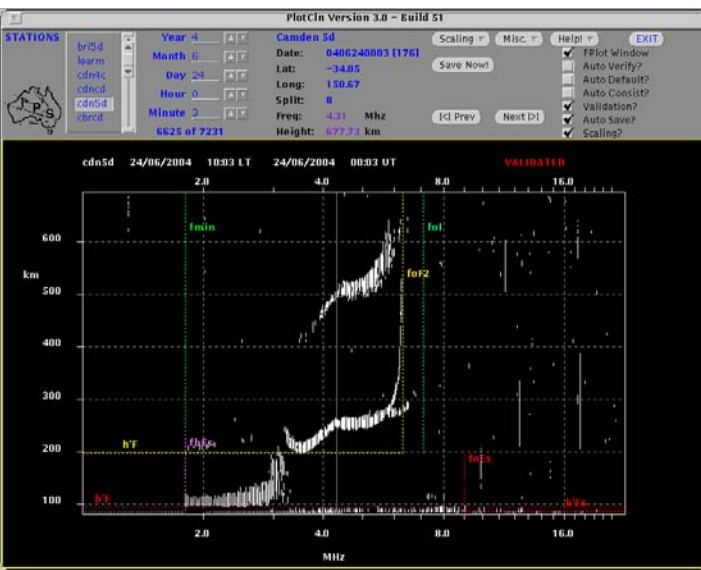 PlotCln Version 3.0 - Build 51
STATIONS
bri5d
learm
cdn4c
cdncd
cdn5d
cbrcd
IPS
Year 4
Month 6
Day 24
Hour 0
Minute 3
6625 of 7231
Camden 5d
Date: 0406240003 [176]
Lat: -34.05
Long: 150.67
Split: 8
Freq: 4.31 Mhz
Height: 677.73 km
Scaling
Misc.
Help!
EXIT
Save Now!
|<| Prev
Next |>|
FPlot Window
Auto Verify?
Auto Default?
Auto Consist?
Validation?
Auto Save?
Scaling?
cdn5d 24/06/2004 10:03 LT 24/06/2004 00:03 UT VALIDATED
2.0 4.0 8.0 16.0
600
km
500
400
300
200
100
fmin
foI
foF2
h'F
foEs
h'E
h'Es
2.0 4.0 8.0 16.0
MHz